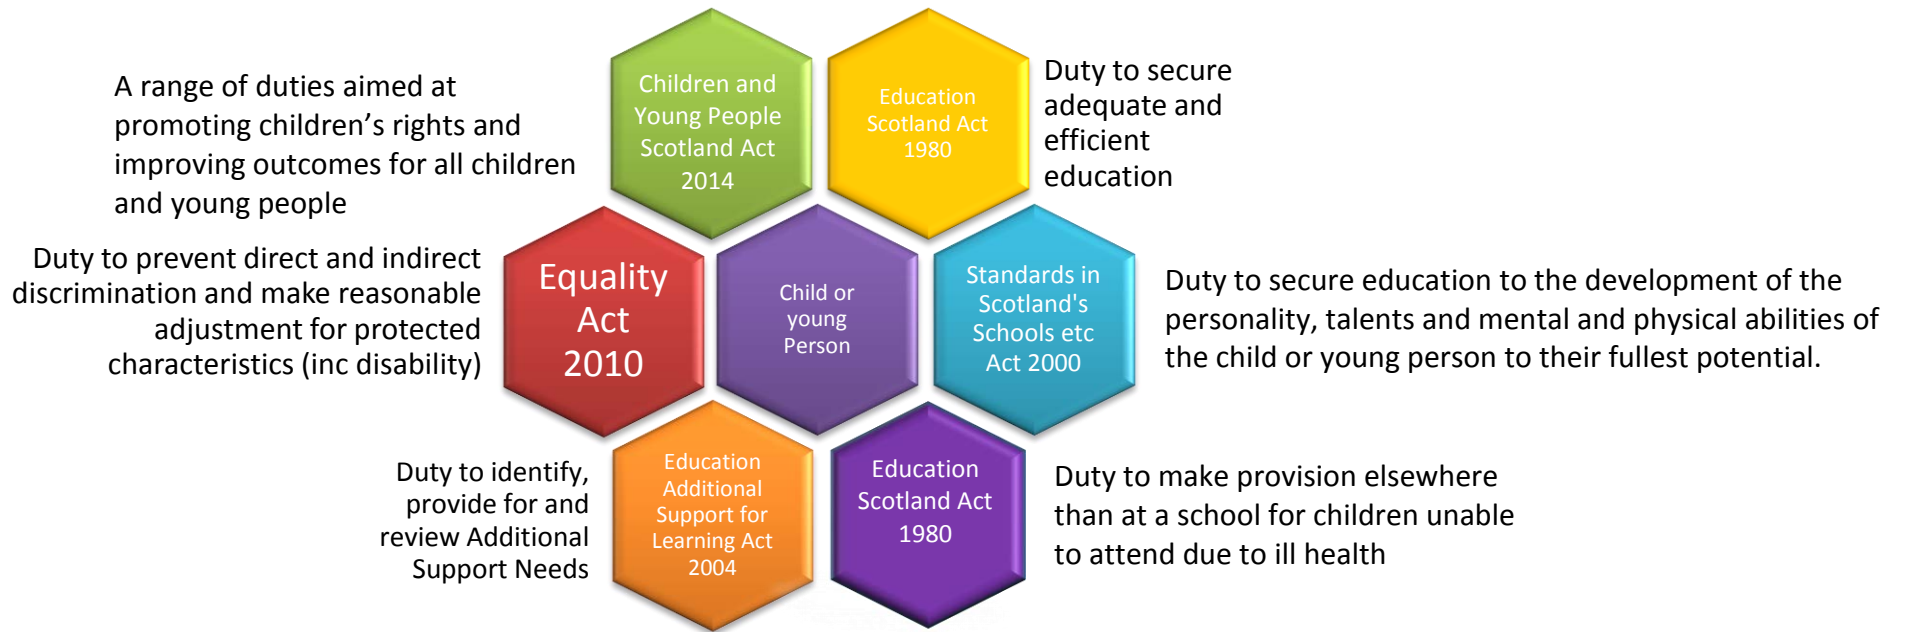 A range of duties aimed at
promoting children’s rights and
improving outcomes for all children
and young people
Children and
Young People
Scotland Act
2014
Education
Scotland Act
1980
Duty to secure
adequate and
efficient
education
Duty to prevent direct and indirect
discrimination and make reasonable
adjustment for protected
characteristics (inc disability)
Equality
Act
2010
Child or
young
Person
Standards in
Scotland's
Schools etc
Act 2000
Duty to secure education to the development of the
personality, talents and mental and physical abilities of
the child or young person to their fullest potential.
Duty to identify,
provide for and
review Additional
Support Needs
Education
Additional
Support for
Learning Act
2004
Education
Scotland Act
1980
Duty to make provision elsewhere
than at a school for children unable
to attend due to ill health